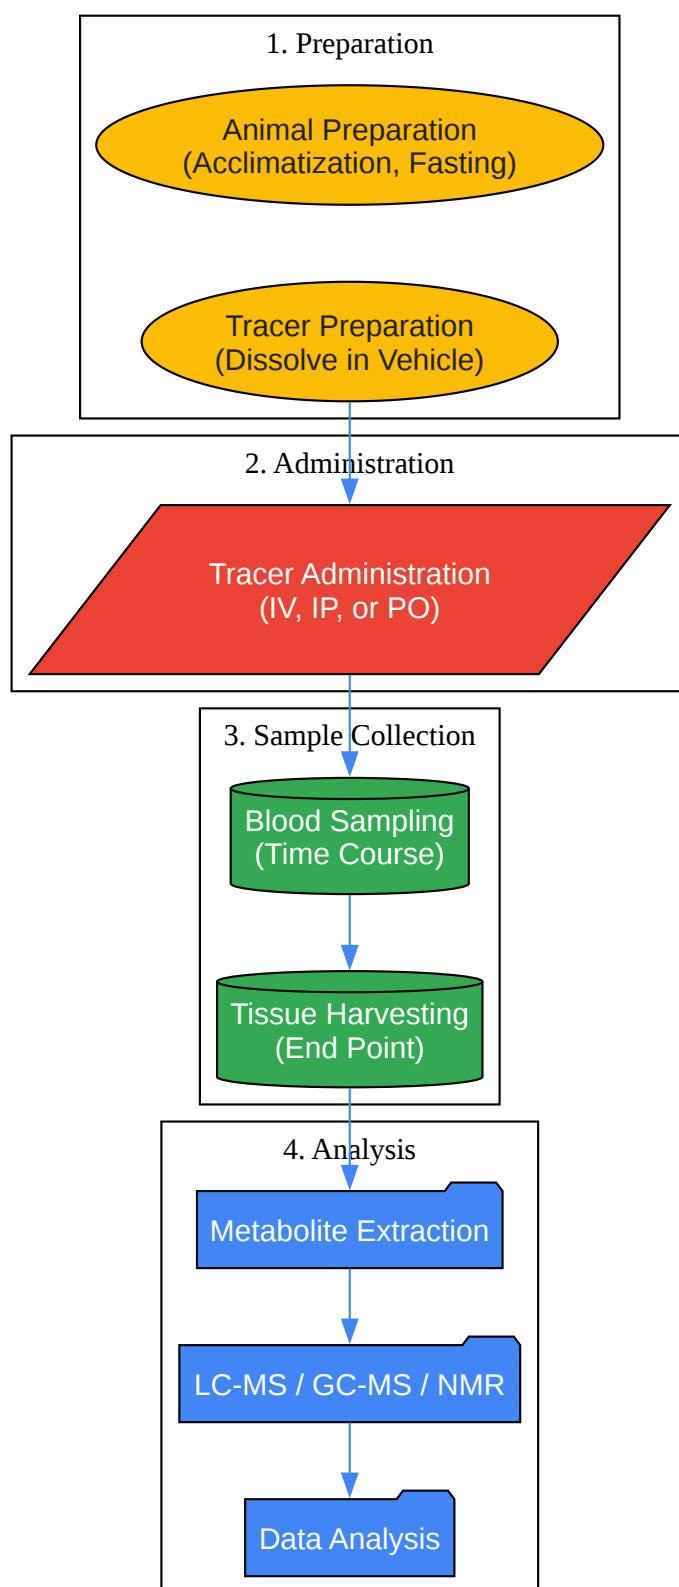 1. Preparation
Animal Preparation
(Acclimatization, Fasting)
Tracer Preparation
(Dissolve in Vehicle)
2. Administration
Tracer Administration
(IV, IP, or PO)
3. Sample Collection
Blood Sampling
(Time Course)
Tissue Harvesting
(End Point)
4. Analysis
Metabolite Extraction
LC-MS / GC-MS / NMR
Data Analysis